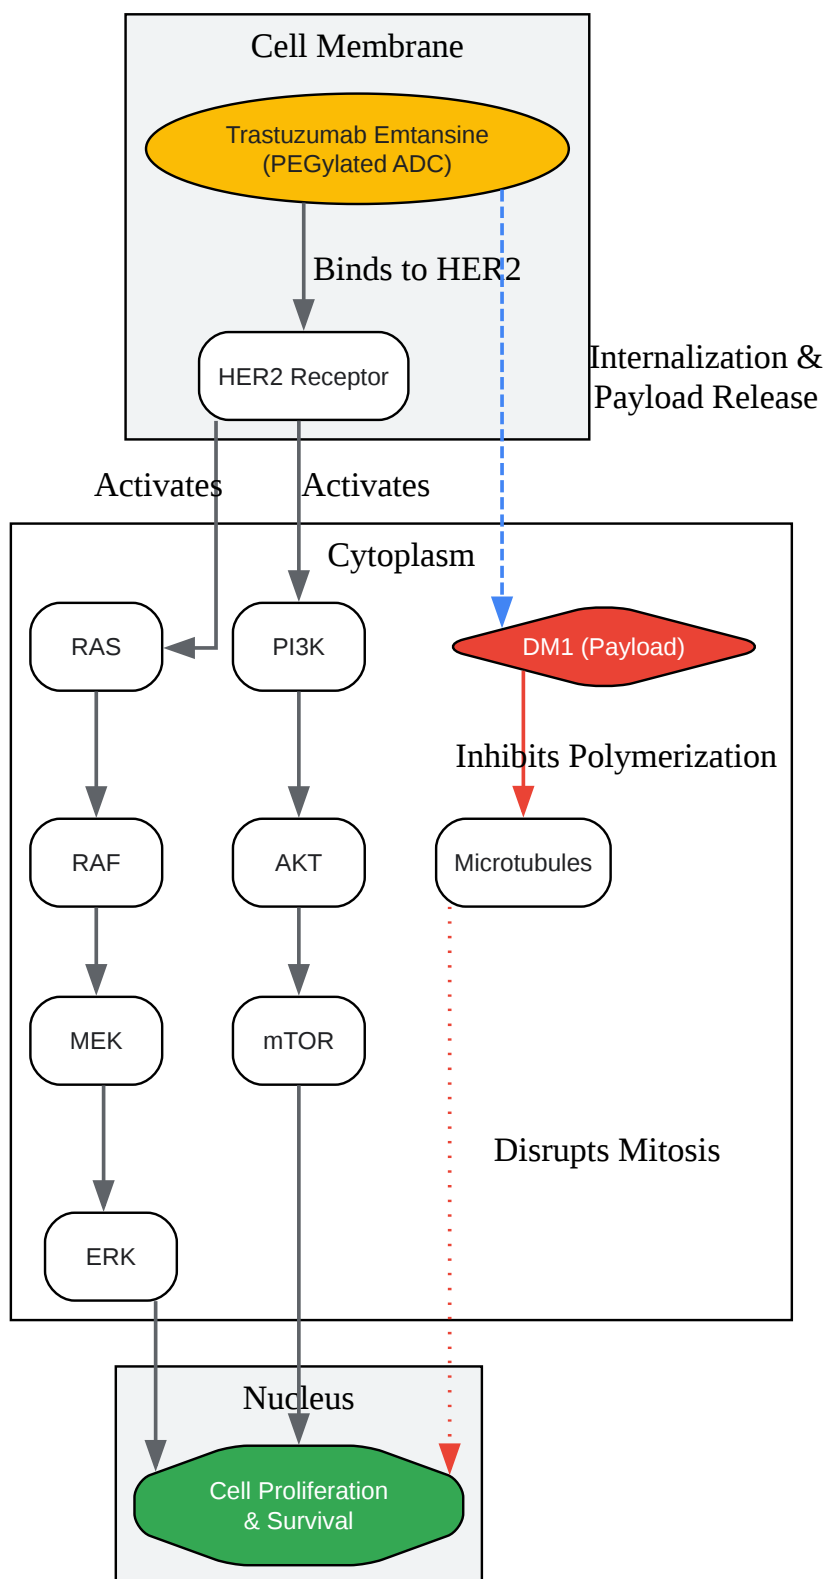 Cell Membrane
Trastuzumab Emtansine
(PEGylated ADC)
Binds to HER2
Internalization &
Payload Release
HER2 Receptor
Activates
Activates
Cytoplasm
RAS
PI3K
DM1 (Payload)
Inhibits Polymerization
RAF
AKT
Microtubules
MEK
mTOR
Disrupts Mitosis
ERK
Nucleus
Cell Proliferation
& Survival